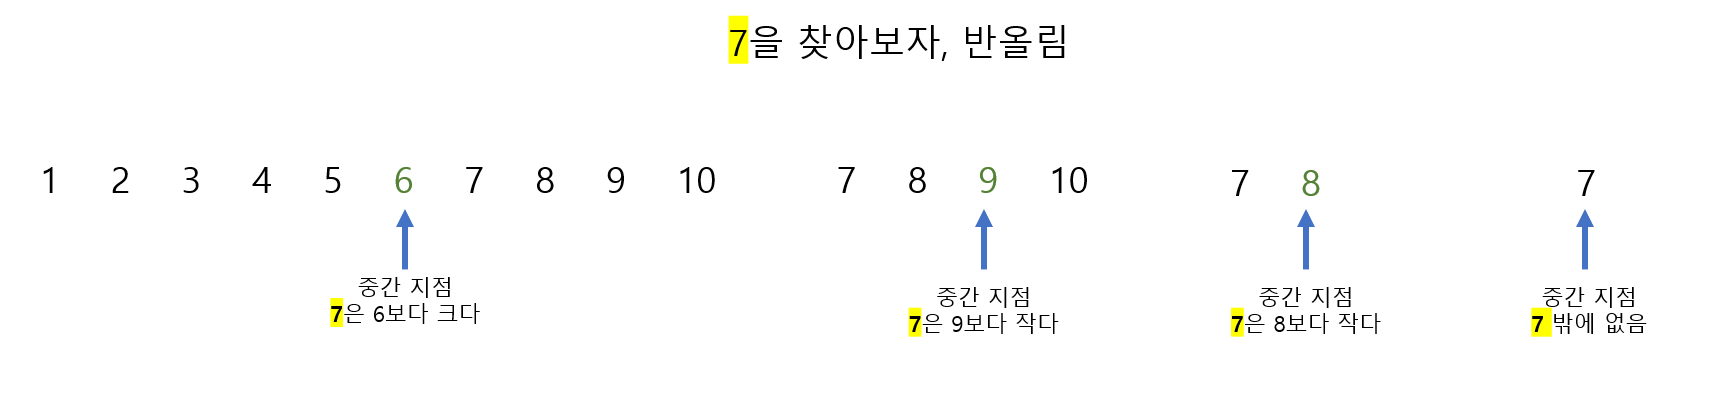 7을 찾아보자, 반올림
1 2 3 4 5 6 7 8 9 10
중간 지점
7은 6보다 크다
7 8 9 10
중간 지점
7은 9보다 작다
7 8
중간 지점
7은 8보다 작다
7
중간 지점
7 밖에 없음